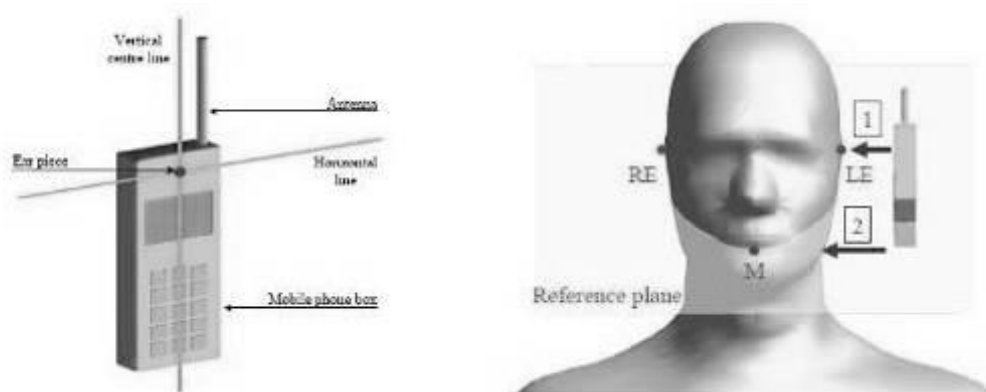 Vertical
centre line
Antenna
Ear piece
Horizontal
line
Mobile phone box
1
RE
LE
2
M
Reference plane